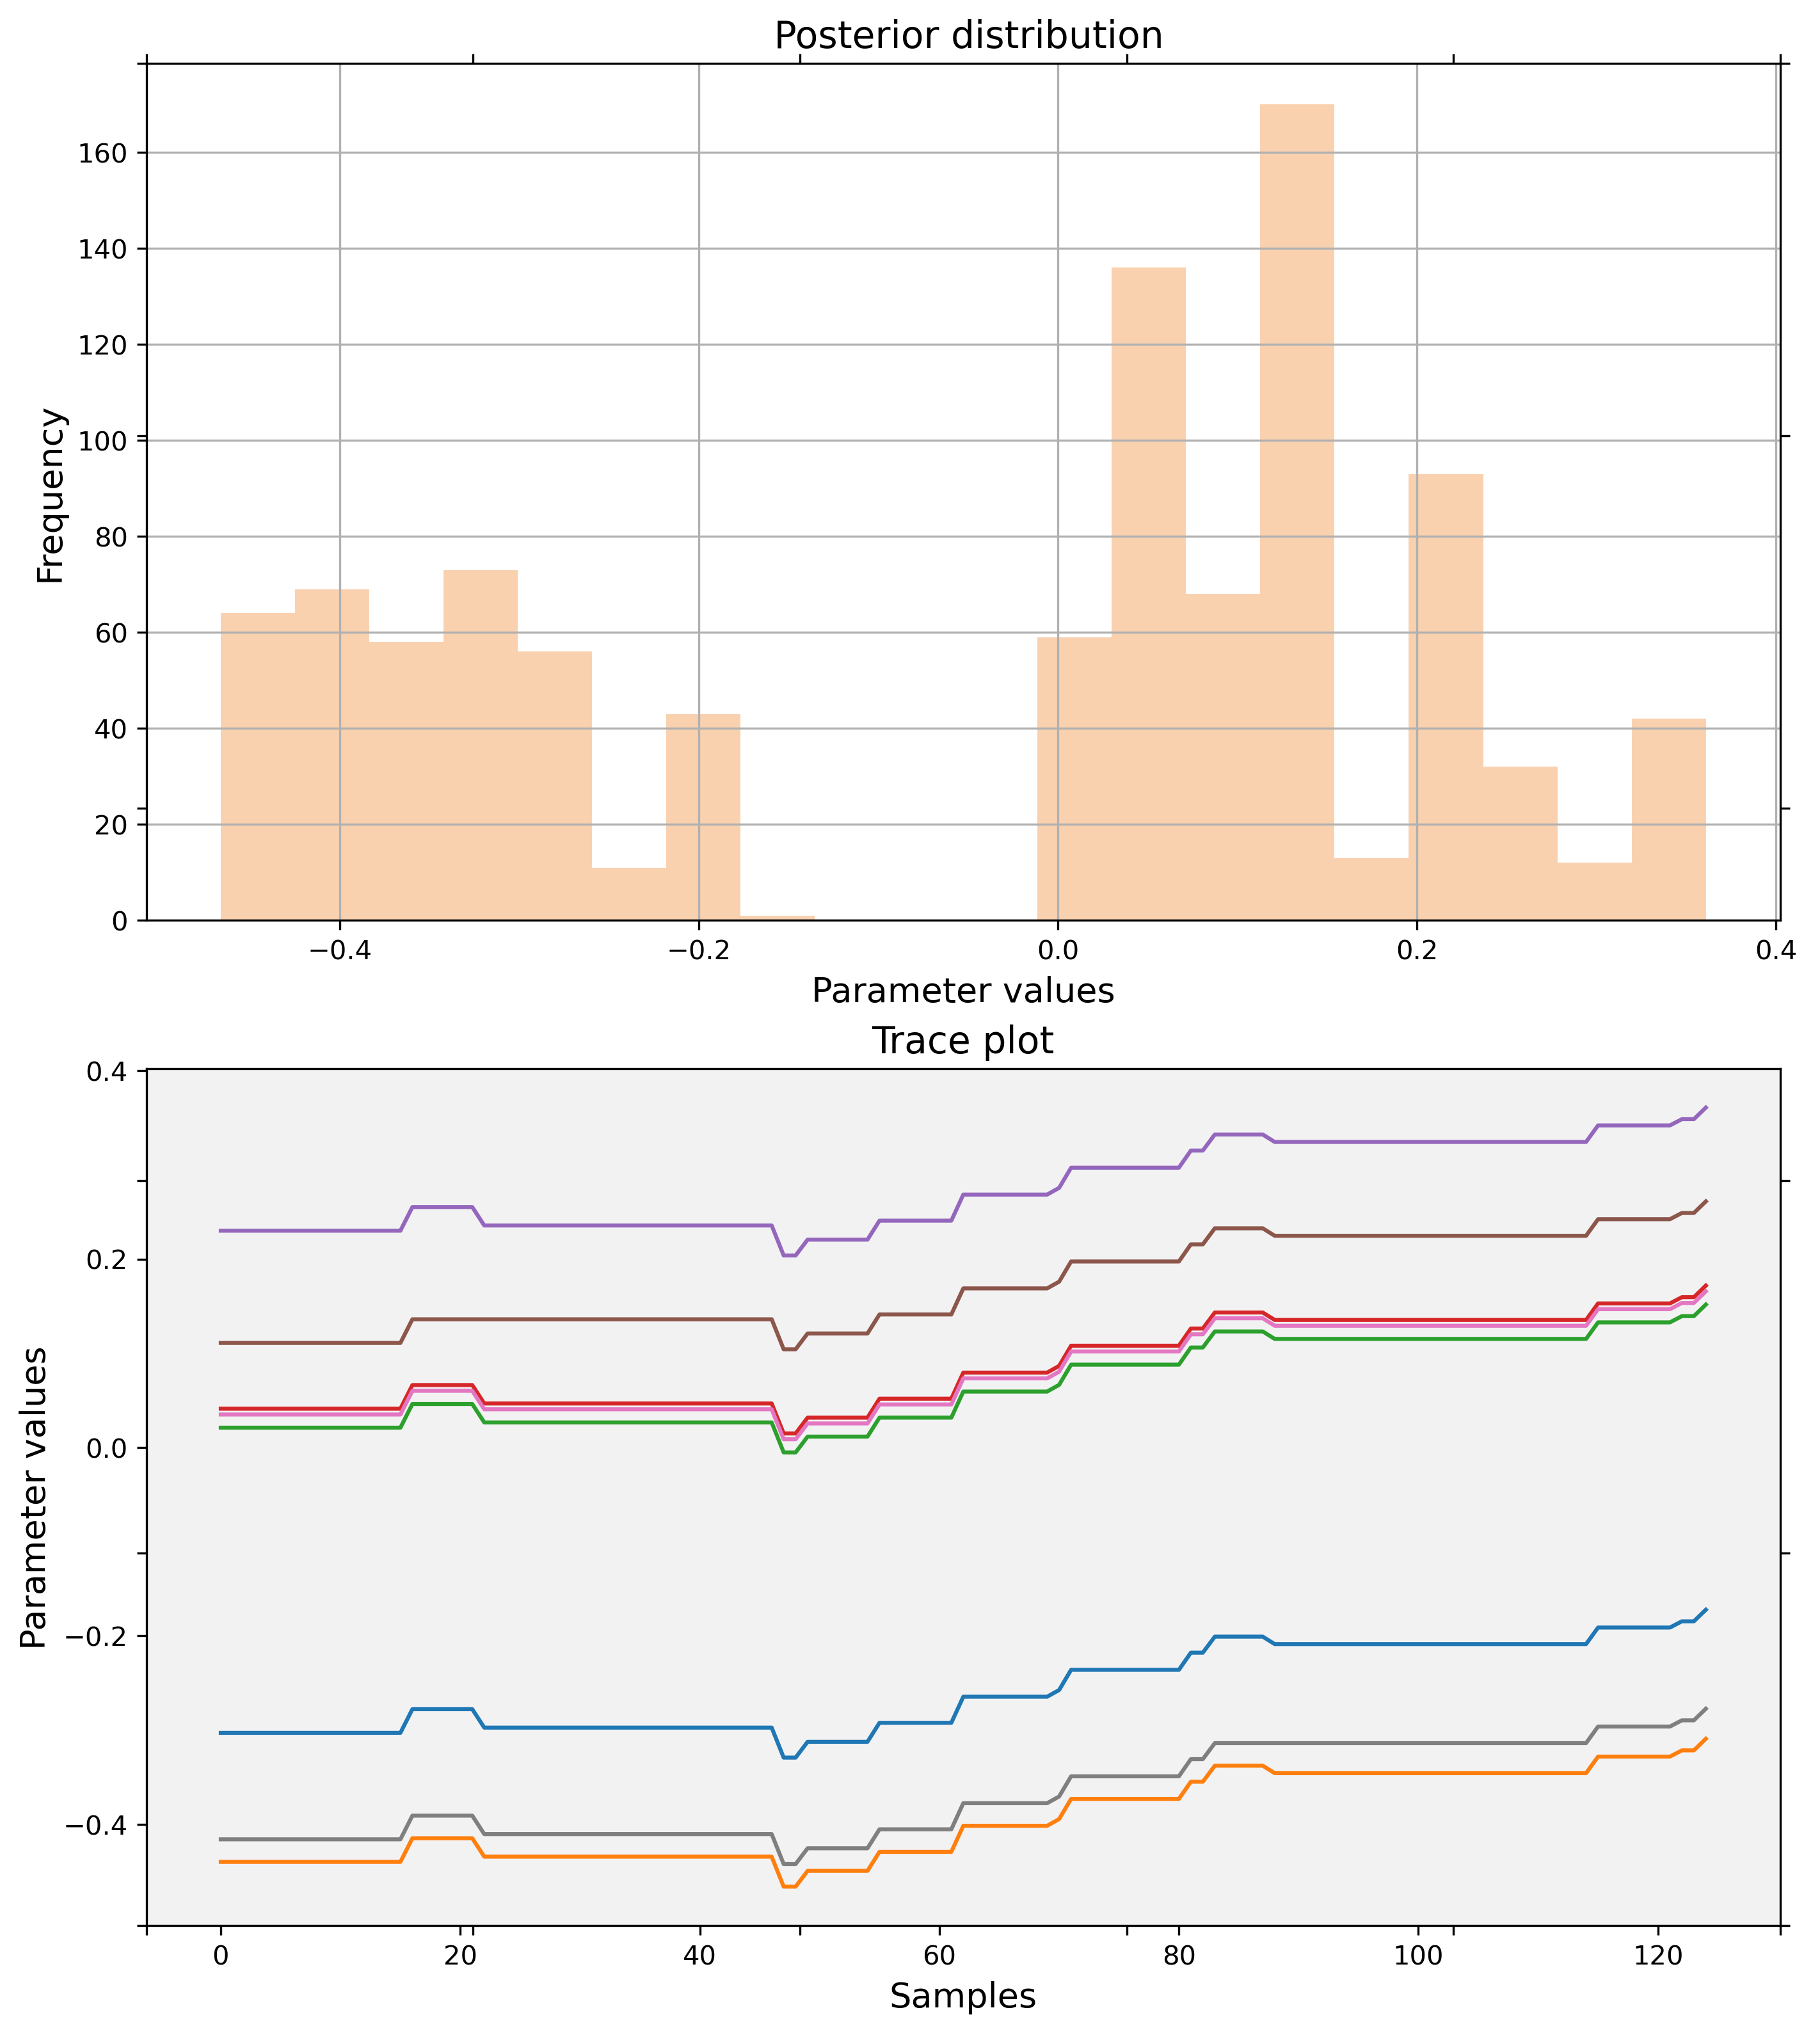 Posterior distribution
160
140
120
100
80
60
40
20
0
Frequency
−0.4 −0.2 0.0 0.2 0.4
Parameter values
Trace plot
0.4
0.2
0.0
−0.2
−0.4
Parameter values
0 20 40 60 80 100 120
Samples